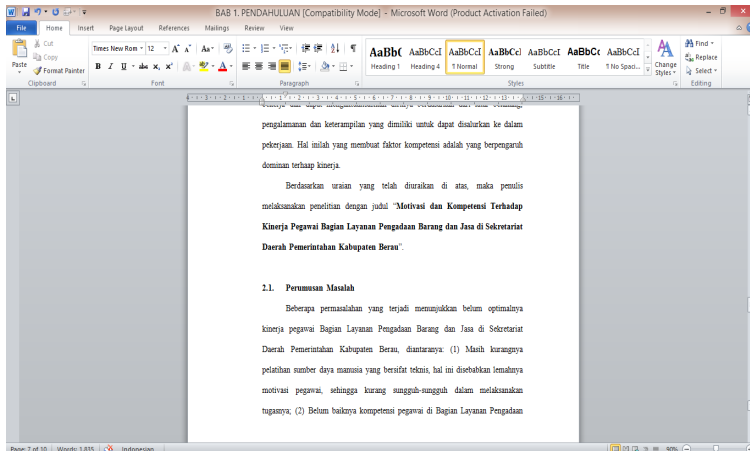 BAB 1. PENDAHULUAN [Compatibility Mode] - Microsoft Word (Product Activation Failed)
File Home Insert Page Layout References Mailings Review View
Paste
Cut
Copy
Format Painter
Clipboard
Times New Rom 12
Font
Paragraph
AaBb( AaBbCcI AaBbCcI AaBbCcI AaBbCcI AaBbCc AaBbCcI
Heading 1 Heading 4 ¶ Normal Strong Subtitle Title ¶ No Spaci...
Change Styles
Styles
Find
Replace
Select
Editing
pengalamanan dan keterampilan yang dimiliki untuk dapat disalurkan ke dalam
pekerjaan. Hal inilah yang membuat faktor kompetensi adalah yang berpengaruh
dominan terhaap kinerja.
Berdasarkan uraian yang telah diuraikan di atas, maka penulis
melaksanakan penelitian dengan judul “Motivasi dan Kompetensi Terhadap
Kinerja Pegawai Bagian Layanan Pengadaan Barang dan Jasa di Sekretariat
Daerah Pemerintahan Kabupaten Berau”.
2.1. Perumusan Masalah
Beberapa permasalahan yang terjadi menunjukkan belum optimalnya
kinerja pegawai Bagian Layanan Pengadaan Barang dan Jasa di Sekretariat
Daerah Pemerintahan Kabupaten Berau, diantaranya: (1) Masih kurangnya
pelatihan sumber daya manusia yang bersifat teknis, hal ini disebabkan lemahnya
motivasi pegawai, sehingga kurang sungguh-sungguh dalam melaksanakan
tugasnya; (2) Belum baiknya kompetensi pegawai di Bagian Layanan Pengadaan
Page: 7 of 10 Words: 1.835 Indonesian 90%